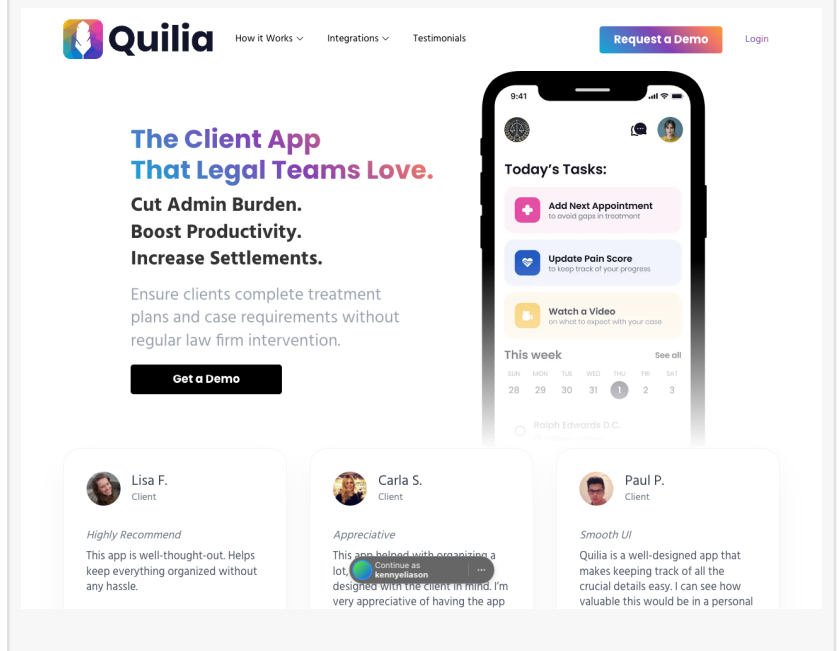 Quilia
How it Works
Integrations
Testimonials
Request a Demo
Login
The Client App
That Legal Teams Love.
Cut Admin Burden.
Boost Productivity.
Increase Settlements.
Ensure clients complete treatment
plans and case requirements without
regular law firm intervention.
Get a Demo
9:41
Today's Tasks:
Add Next Appointment
to avoid gaps in treatment
Update Pain Score
to keep track of your progress
Watch a Video
on what to expect with your case
This week
See all
SUN MON TUE WED THU FRI SAT
28 29 30 31 1 2 3
Ralph Edwards D.C.
Lisa F.
Client
Highly Recommend
This app is well-thought-out. Helps
keep everything organized without
any hassle.
Carla S.
Client
Appreciative
This app helped with organizing a
lot,
designed with the client in mind. I'm
very appreciative of having the app
Continue as
kennyeliason
Paul P.
Client
Smooth UI
Quilia is a well-designed app that
makes keeping track of all the
crucial details easy. I can see how
valuable this would be in a personal